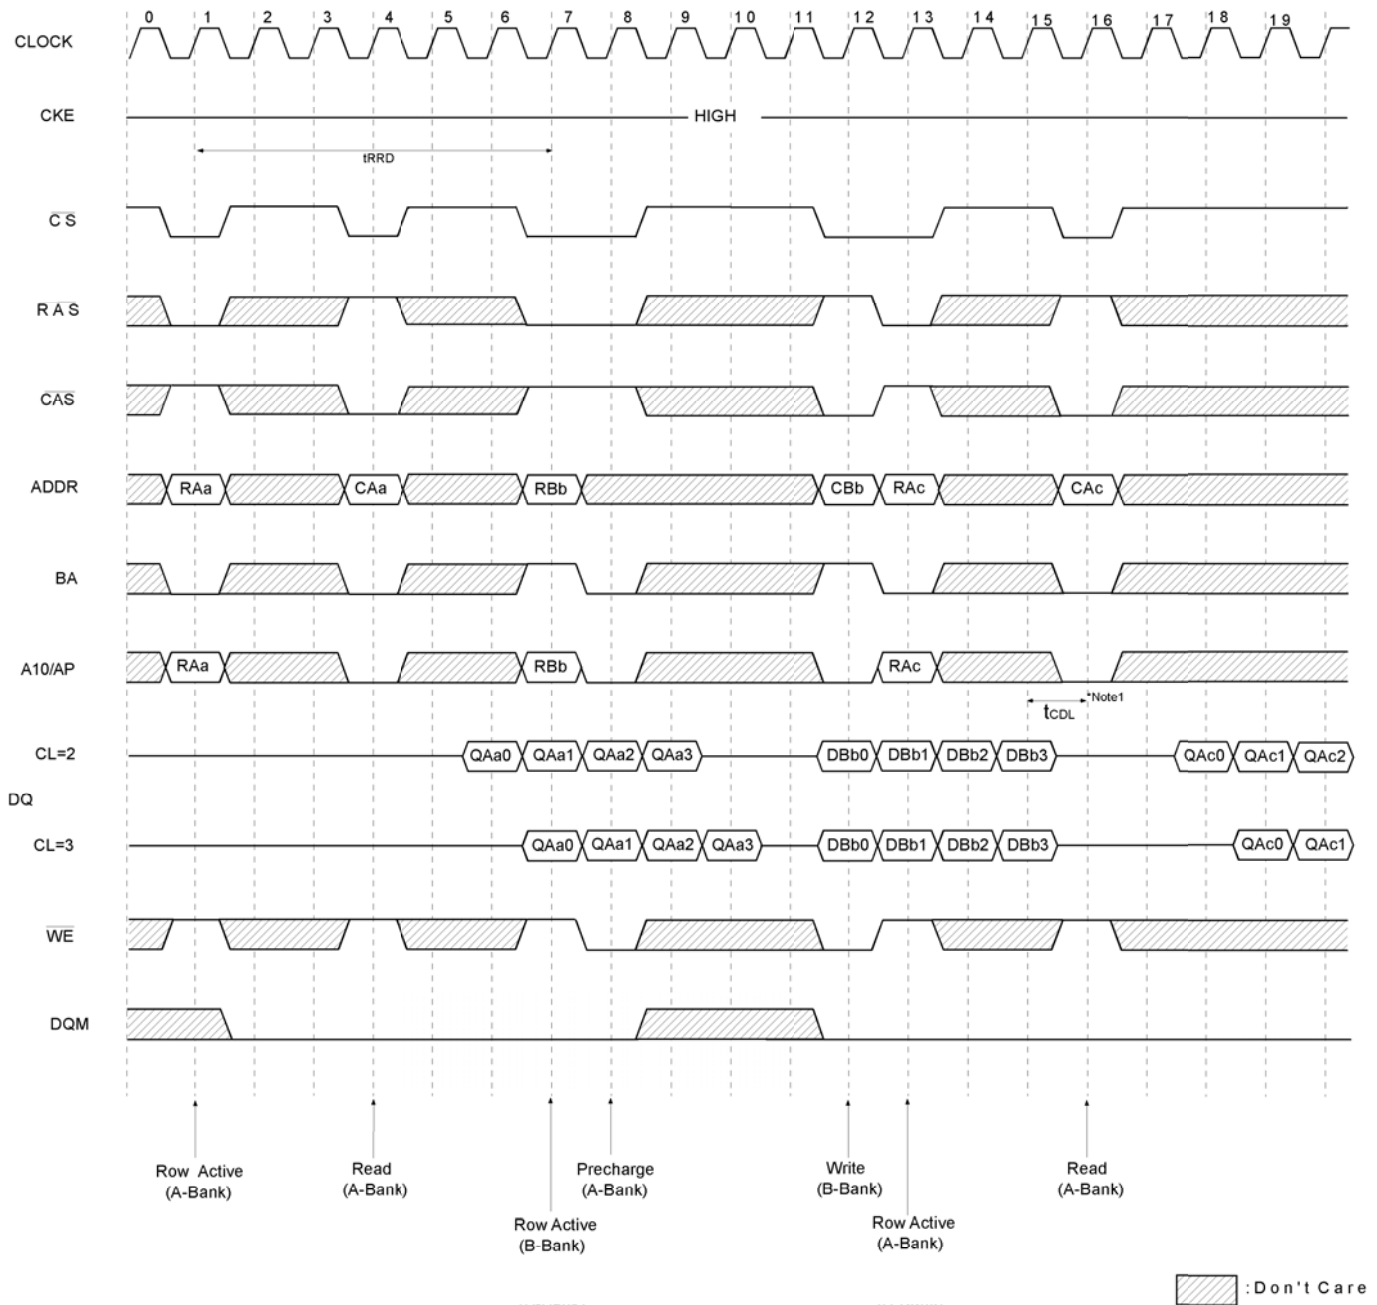 0 1 2 3 4 5 6 7 8 9 10 11 12 13 14 15 16 17 18 19
CLOCK
CKE
HIGH
tRRD
CS
RAS
CAS
ADDR RAa CAa RBb CBb RAc CAc
BA
A10/AP RAa RBb RAc
tCDL *Note1
CL=2 QAa0 QAa1 QAa2 QAa3 DBb0 DBb1 DBb2 DBb3 QAc0 QAc1 QAc2
DQ
CL=3 QAa0 QAa1 QAa2 QAa3 DBb0 DBb1 DBb2 DBb3 QAc0 QAc1
WE
DQM
Row Active
(A-Bank)
Read
(A-Bank)
Row Active
(B-Bank)
Precharge
(A-Bank)
Write
(B-Bank)
Row Active
(A-Bank)
Read
(A-Bank)
:Don't Care